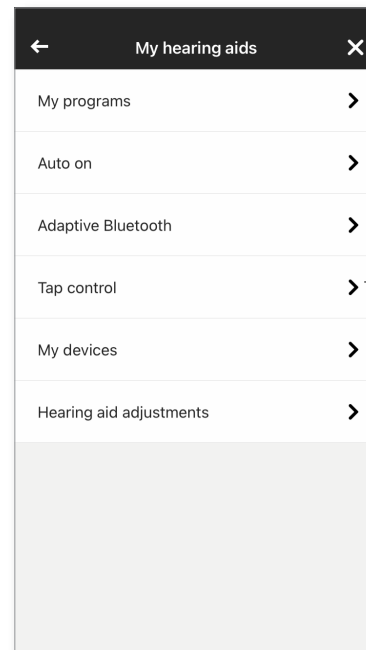 My hearing aids
My programs
Auto on
Adaptive Bluetooth
Tap control
My devices
Hearing aid adjustments